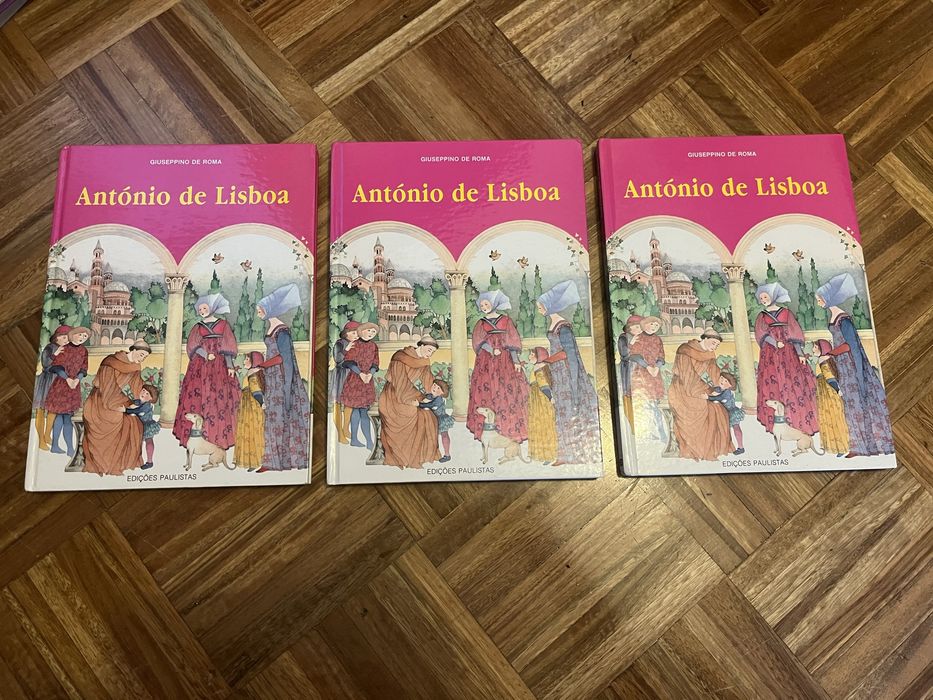 GIUSEPPINO DE ROMA
António de Lisboa
EDIÇÕES PAULISTAS
GIUSEPPINO DE ROMA
António de Lisboa
EDIÇÕES PAULISTAS
GIUSEPPINO DE ROMA
António de Lisboa
EDIÇÕES PAULISTAS